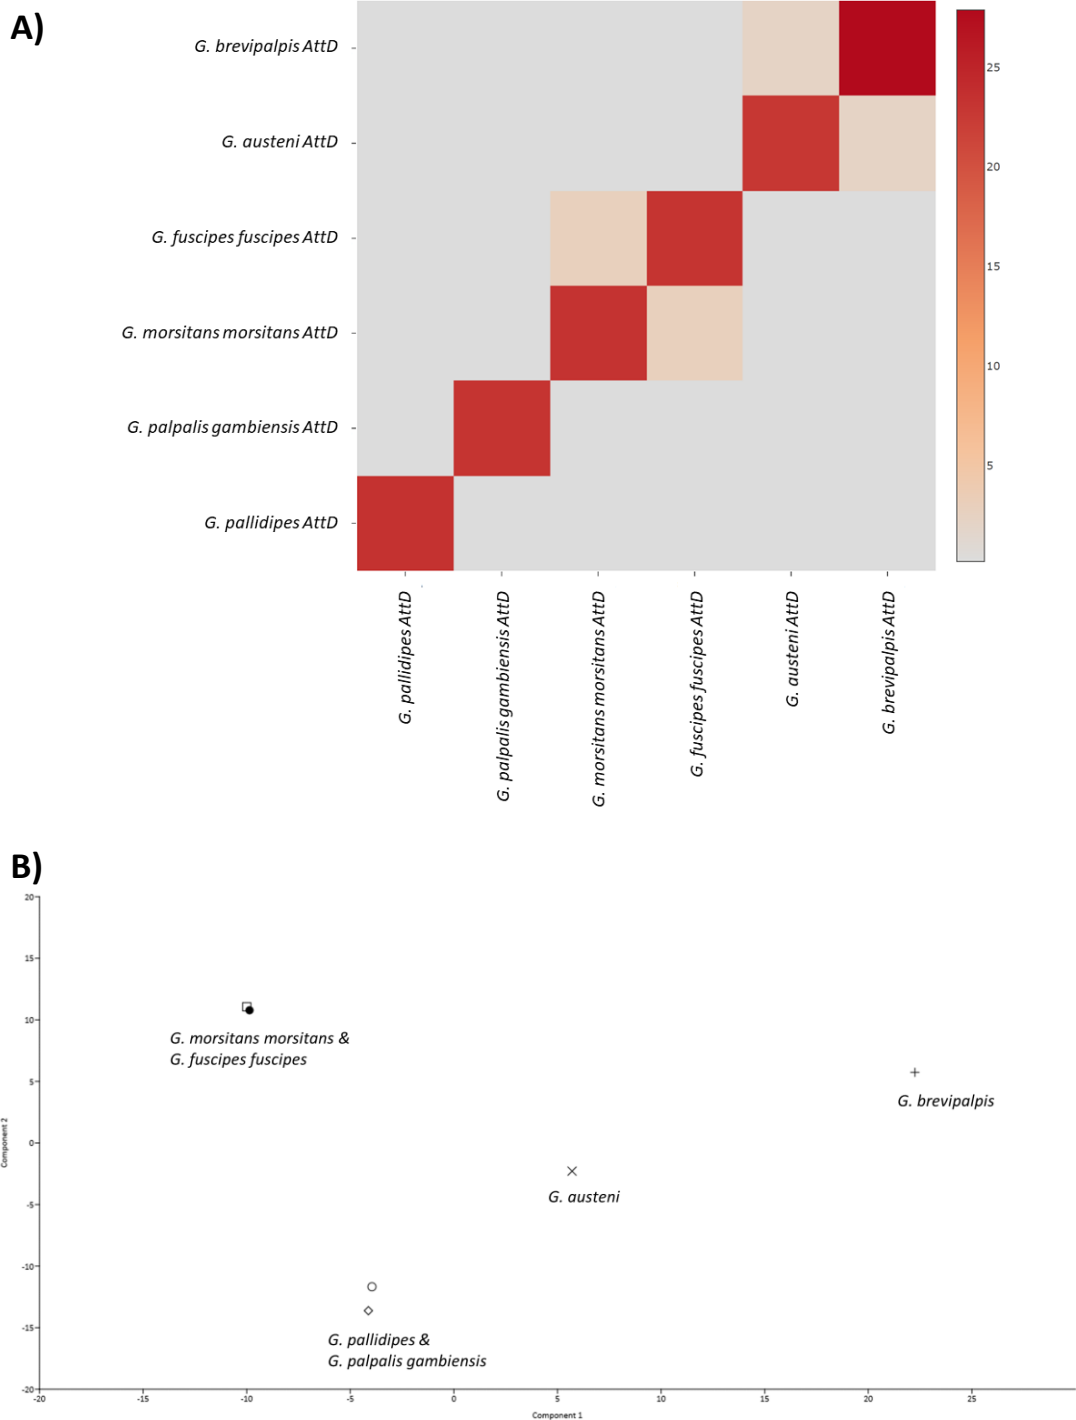 A)
G. brevipalpis AttD
G. austeni AttD
G. fuscipes fuscipes AttD
G. morsitans morsitans AttD
G. palpalis gambiensis AttD
G. pallidipes AttD
25
20
15
10
5
G. pallidipes AttD
G. palpalis gambiensis AttD
G. morsitans morsitans AttD
G. fuscipes fuscipes AttD
G. austeni AttD
G. brevipalpis AttD
B)
20
15
10
5
0
-5
-10
-15
-20
Component 2
G. morsitans morsitans &
G. fuscipes fuscipes
G. brevipalpis
G. austeni
G. pallidipes &
G. palpalis gambiensis
-20
-15
-10
-5
0
5
10
15
20
25
Component 1